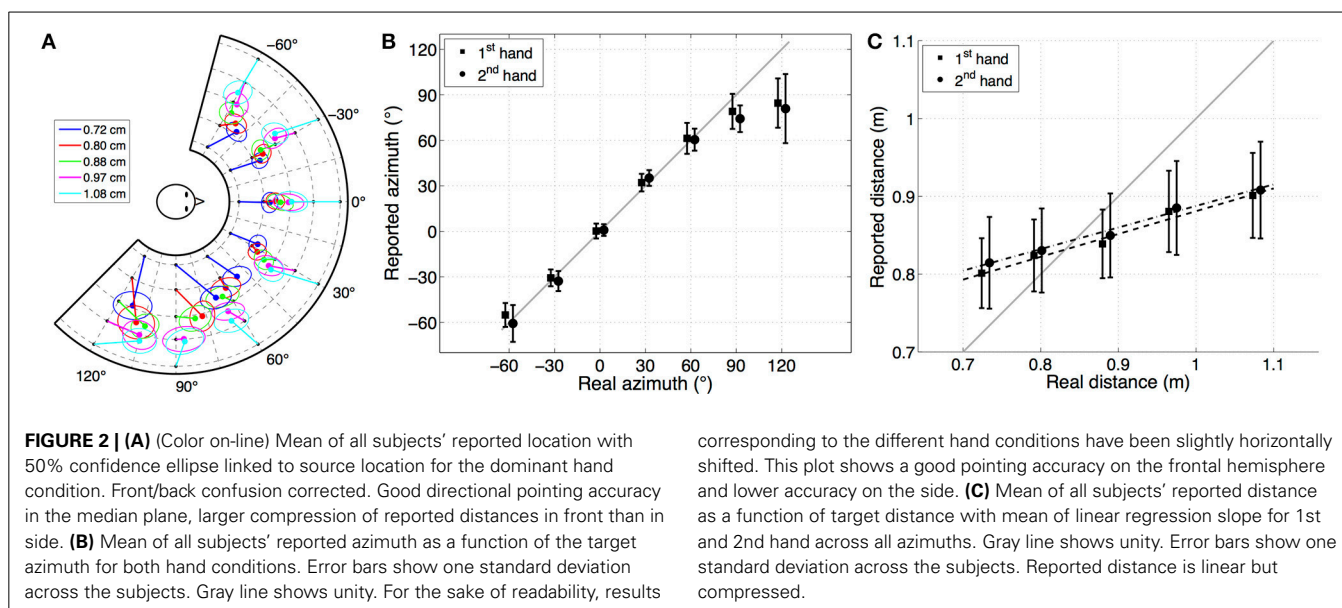 A
−60°
−30°
0°
30°
60°
90°
120°
0.72 cm
0.80 cm
0.88 cm
0.97 cm
1.08 cm
B
1st hand
2nd hand
120
90
60
30
0
−30
−60
Reported azimuth (°)
−60 −30 0 30 60 90 120
Real azimuth (°)
C
1st hand
2nd hand
1.1
1
0.9
0.8
0.7
Reported distance (m)
0.7 0.8 0.9 1 1.1
Real distance (m)
FIGURE 2 | (A) (Color on-line) Mean of all subjects' reported location with
50% confidence ellipse linked to source location for the dominant hand
condition. Front/back confusion corrected. Good directional pointing accuracy
in the median plane, larger compression of reported distances in front than in
side. (B) Mean of all subjects' reported azimuth as a function of the target
azimuth for both hand conditions. Error bars show one standard deviation
across the subjects. Gray line shows unity. For the sake of readability, results
corresponding to the different hand conditions have been slightly horizontally
shifted. This plot shows a good pointing accuracy on the frontal hemisphere
and lower accuracy on the side. (C) Mean of all subjects' reported distance
as a function of target distance with mean of linear regression slope for 1st
and 2nd hand across all azimuths. Gray line shows unity. Error bars show one
standard deviation across the subjects. Reported distance is linear but
compressed.